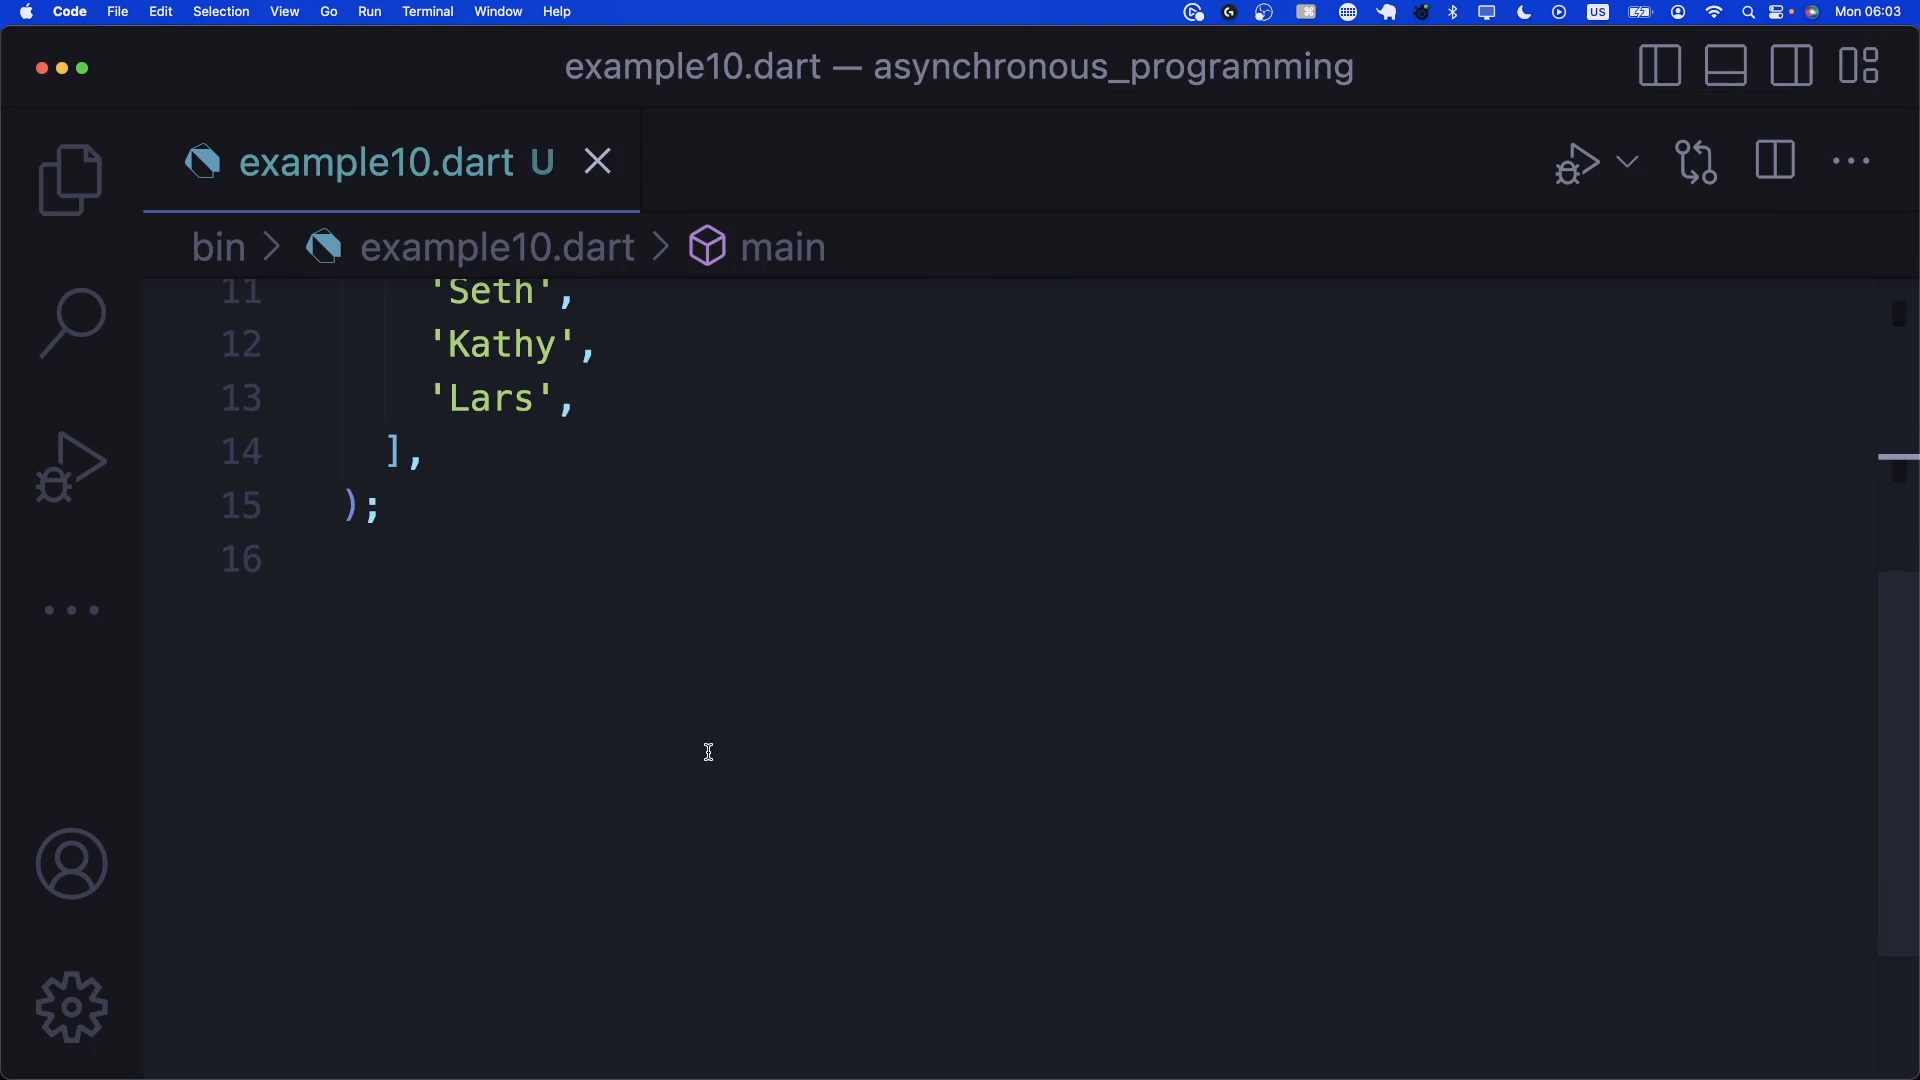 Code File Edit Selection View Go Run Terminal Window Help US Mon 06:03
example10.dart — asynchronous_programming
example10.dart U
bin > example10.dart > main
11 'Seth',
12 'Kathy',
13 'Lars',
14 ],
15 );
16